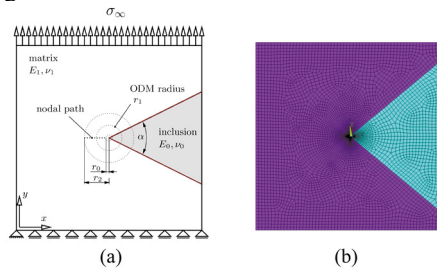 σ∞
matrix
E₁, ν₁
ODM radius
r₁
nodal path
inclusion
E₀, ν₀
α
r₀
r₂
y
x
(a)
(b)